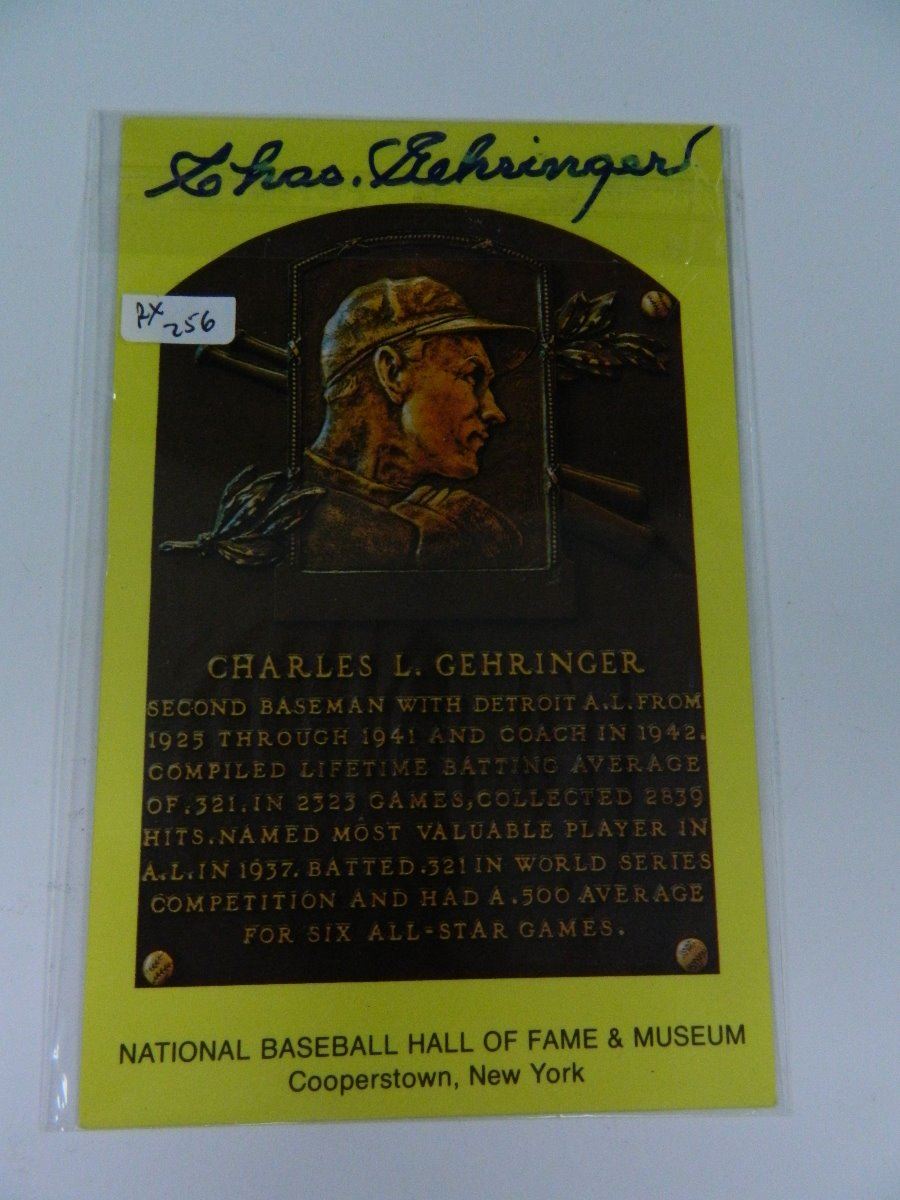 Chas. Gehringer
PX
256
CHARLES L. GEHRINGER
SECOND BASEMAN WITH DETROIT A.L. FROM
1925 THROUGH 1941 AND COACH IN 1942.
COMPILED LIFETIME BATTING AVERAGE
OF .321. IN 2323 GAMES, COLLECTED 2839
HITS. NAMED MOST VALUABLE PLAYER IN
A.L. IN 1937. BATTED .321 IN WORLD SERIES
COMPETITION AND HAD A .500 AVERAGE
FOR SIX ALL-STAR GAMES.
NATIONAL BASEBALL HALL OF FAME & MUSEUM
Cooperstown, New York